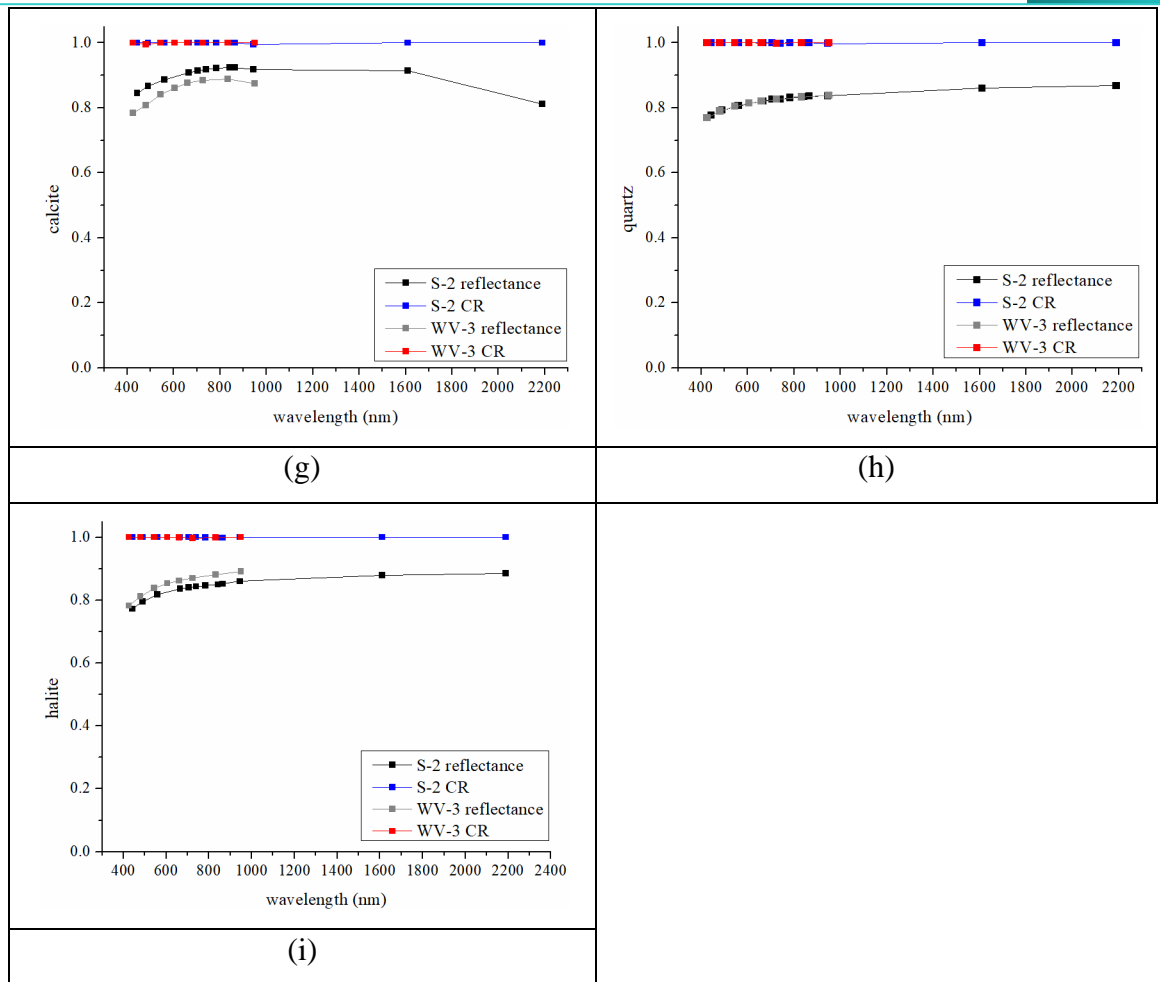 1.0
0.8
0.6
0.4
0.2
0.0
calcite
S-2 reflectance
S-2 CR
WV-3 reflectance
WV-3 CR
400 600 800 1000 1200 1400 1600 1800 2000 2200
wavelength (nm)
(g)
1.0
0.8
0.6
0.4
0.2
0.0
quartz
S-2 reflectance
S-2 CR
WV-3 reflectance
WV-3 CR
400 600 800 1000 1200 1400 1600 1800 2000 2200
wavelength (nm)
(h)
1.0
0.8
0.6
0.4
0.2
0.0
halite
S-2 reflectance
S-2 CR
WV-3 reflectance
WV-3 CR
400 600 800 1000 1200 1400 1600 1800 2000 2200 2400
wavelength (nm)
(i)